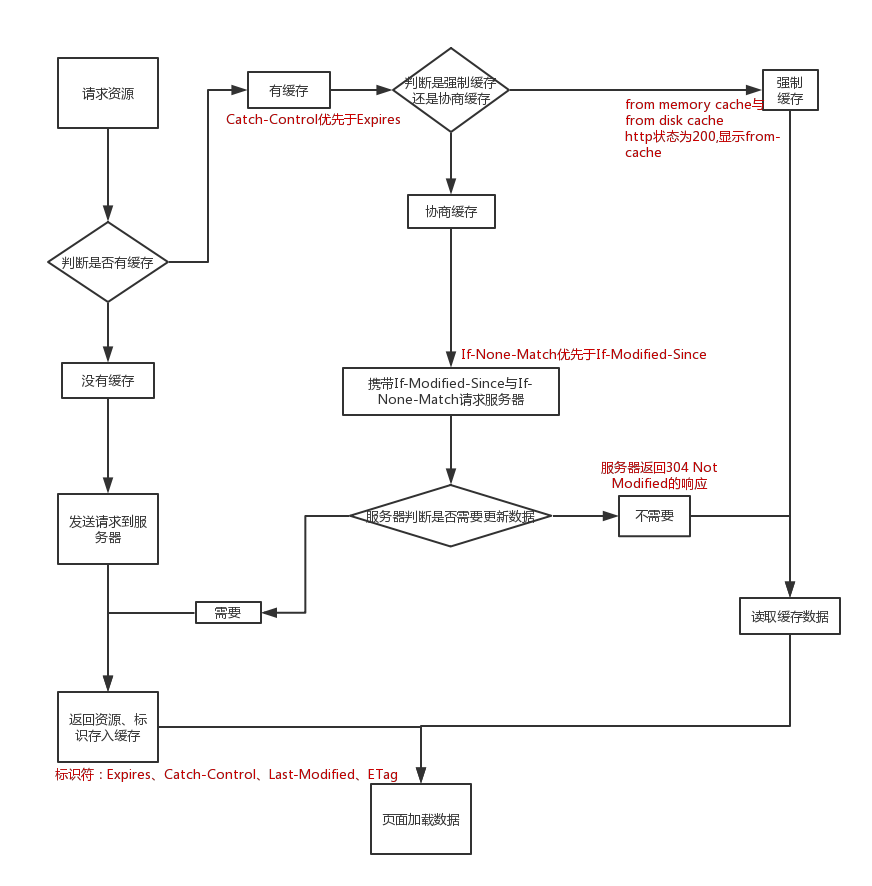 请求资源
有缓存
Catch-Control优先于Expires
判断是强制缓存
还是协商缓存
强制
缓存
from memory cache与
from disk cache
http状态为200,显示from-
cache
协商缓存
判断是否有缓存
If-None-Match优先于If-Modified-Since
没有缓存
携带If-Modified-Since与If-
None-Match请求服务器
服务器返回304 Not
Modified的响应
发送请求到服
务器
服务器判断是否需要更新数据
不需要
需要
读取缓存数据
返回资源、标
识存入缓存
标识符：Expires、Catch-Control、Last-Modified、ETag
页面加载数据